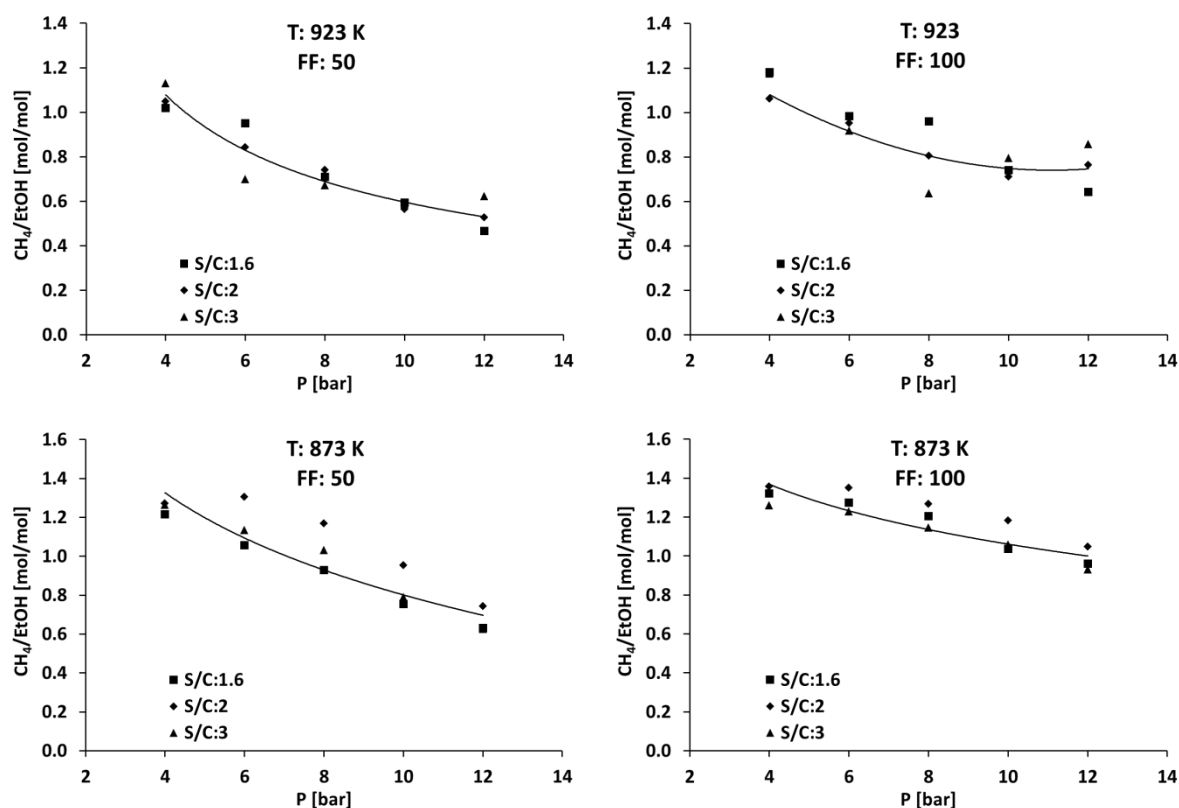 T: 923 K
FF: 50
CH₄/EtOH [mol/mol]
1.4
1.2
1.0
0.8
0.6
0.4
0.2
0.0
S/C:1.6
S/C:2
S/C:3
2 4 6 8 10 12 14
P [bar]
T: 923
FF: 100
CH₄/EtOH [mol/mol]
1.4
1.2
1.0
0.8
0.6
0.4
0.2
0.0
S/C:1.6
S/C:2
S/C:3
2 4 6 8 10 12 14
P [bar]
T: 873 K
FF: 50
CH₄/EtOH [mol/mol]
1.6
1.4
1.2
1.0
0.8
0.6
0.4
0.2
0.0
S/C:1.6
S/C:2
S/C:3
2 4 6 8 10 12 14
P [bar]
T: 873 K
FF: 100
CH₄/EtOH [mol/mol]
1.6
1.4
1.2
1.0
0.8
0.6
0.4
0.2
0.0
S/C:1.6
S/C:2
S/C:3
2 4 6 8 10 12 14
P [bar]